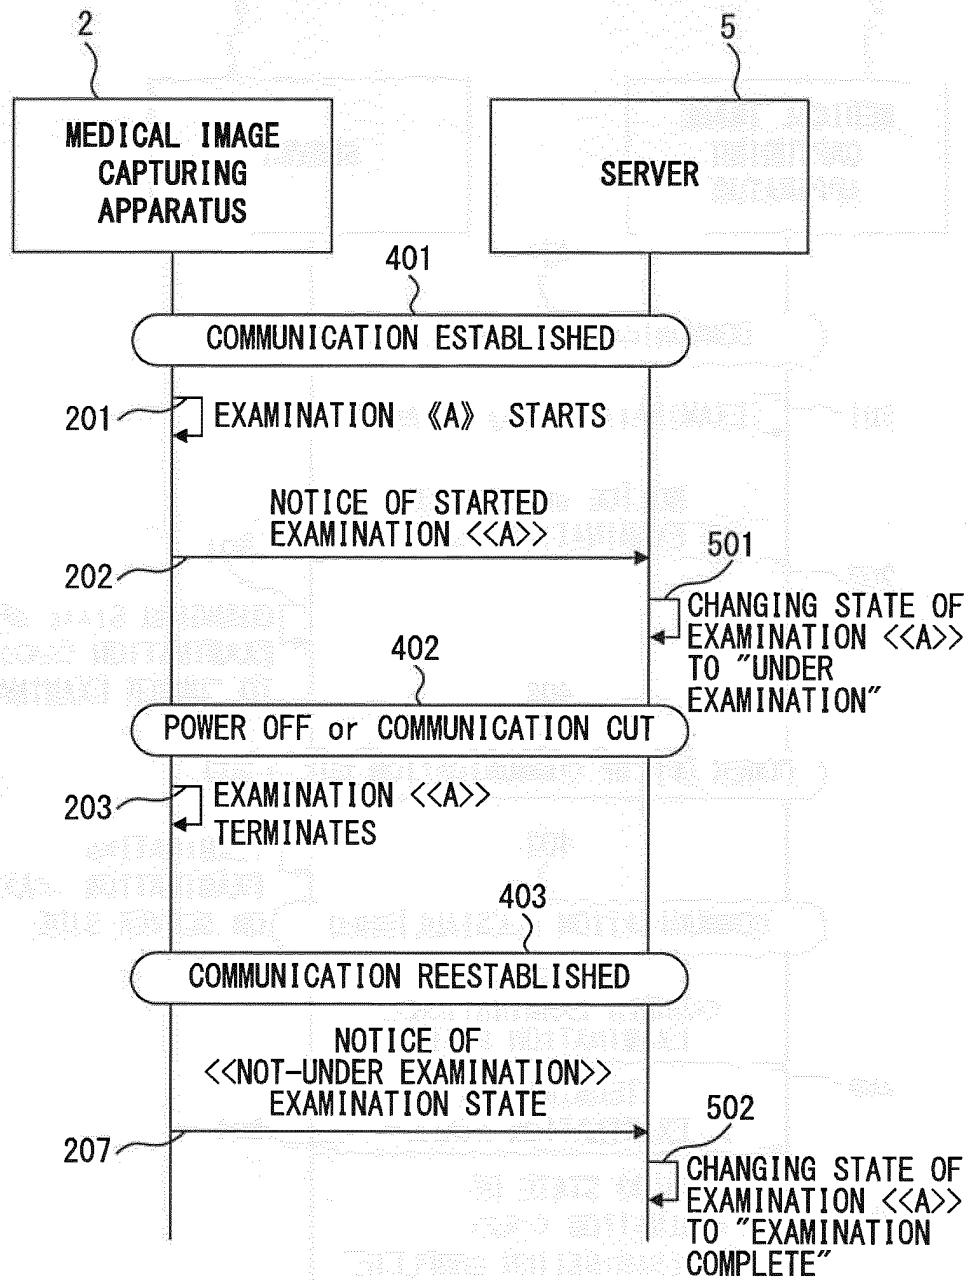 2
5
MEDICAL IMAGE
CAPTURING
APPARATUS
SERVER
401
COMMUNICATION ESTABLISHED
201
EXAMINATION 《A》 STARTS
NOTICE OF STARTED
EXAMINATION <<A>>
202
501
CHANGING STATE OF
EXAMINATION <<A>>
TO "UNDER
EXAMINATION"
402
POWER OFF or COMMUNICATION CUT
203
EXAMINATION <<A>>
TERMINATES
403
COMMUNICATION REESTABLISHED
NOTICE OF
<<NOT-UNDER EXAMINATION>>
EXAMINATION STATE
207
502
CHANGING STATE OF
EXAMINATION <<A>>
TO "EXAMINATION
COMPLETE"